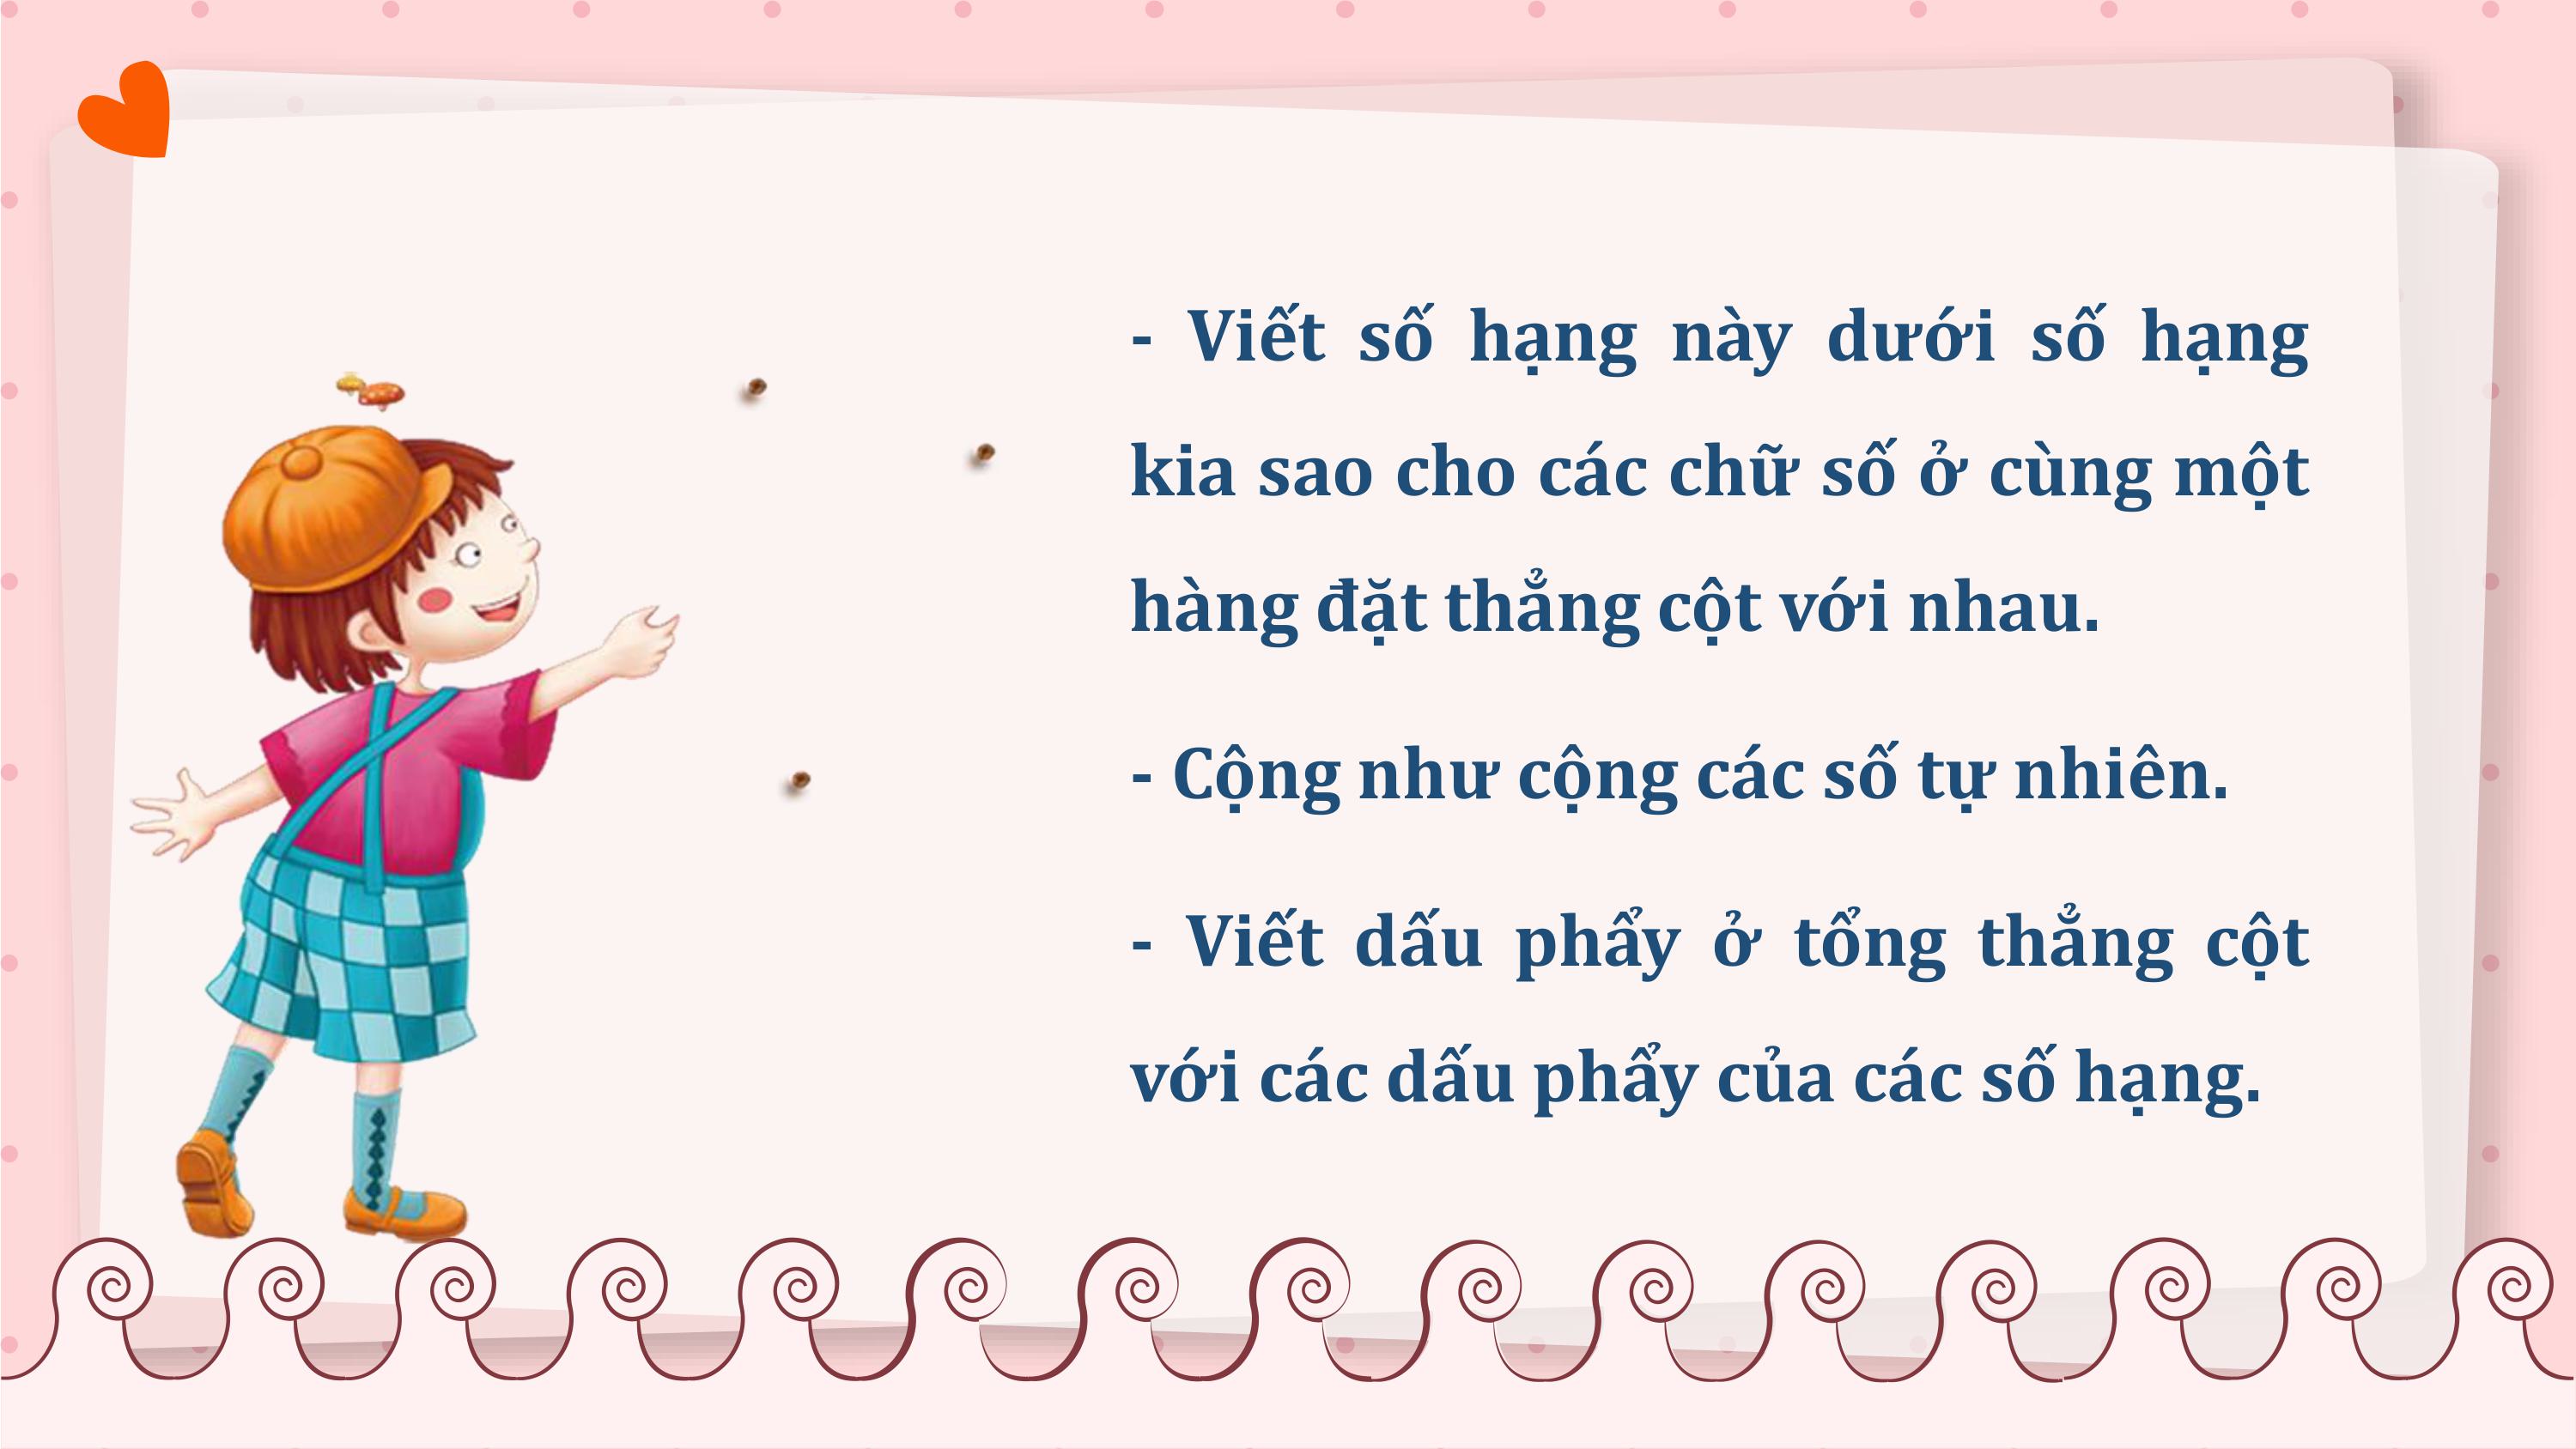 - Viết số hạng này dưới số hạng
kia sao cho các chữ số ở cùng một
hàng đặt thẳng cột với nhau.
- Cộng như cộng các số tự nhiên.
- Viết dấu phẩy ở tổng thẳng cột
với các dấu phẩy của các số hạng.